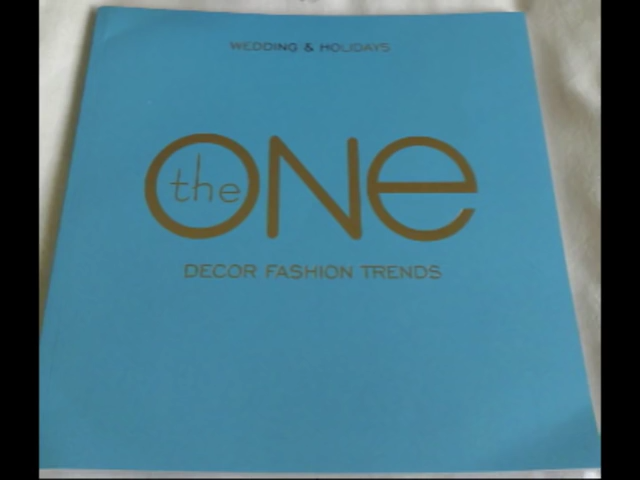 WEDDING & HOLIDAYS
the ONe
DECOR FASHION TRENDS